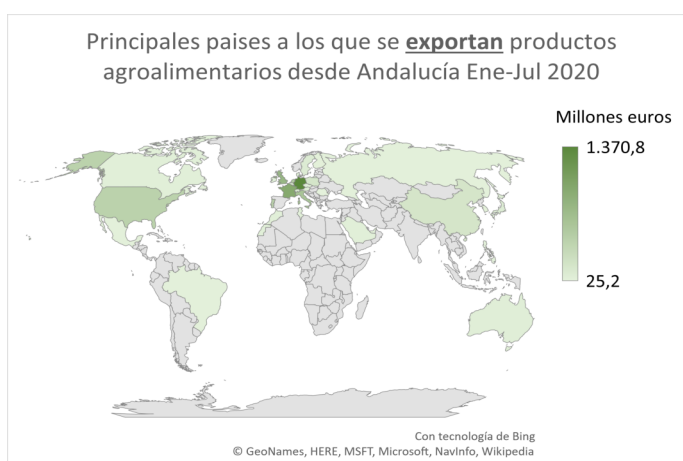 Principales paises a los que se exportan productos
agroalimentarios desde Andalucía Ene-Jul 2020
Millones euros
1.370,8
25,2
Con tecnología de Bing
© GeoNames, HERE, MSFT, Microsoft, NavInfo, Wikipedia